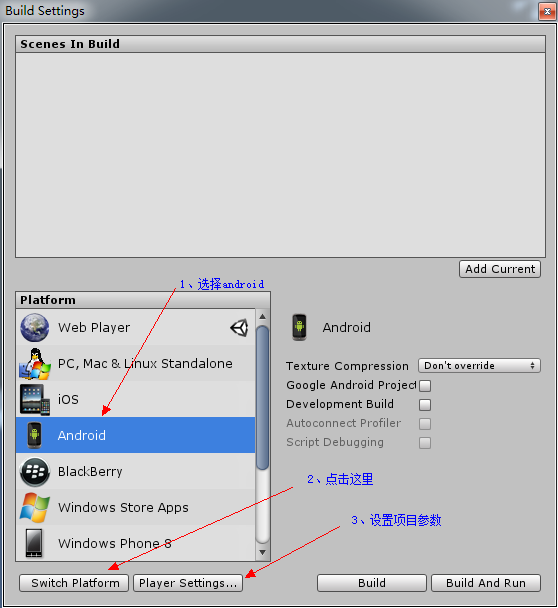 Build Settings
Scenes In Build
Add Current
1、选择android
Platform
Web Player
PC, Mac & Linux Standalone
iOS
Android
BlackBerry
Windows Store Apps
Windows Phone 8
Android
Texture Compression Don't override
Google Android Project
Development Build
Autoconnect Profiler
Script Debugging
2、点击这里
3、设置项目参数
Switch Platform Player Settings... Build Build And Run